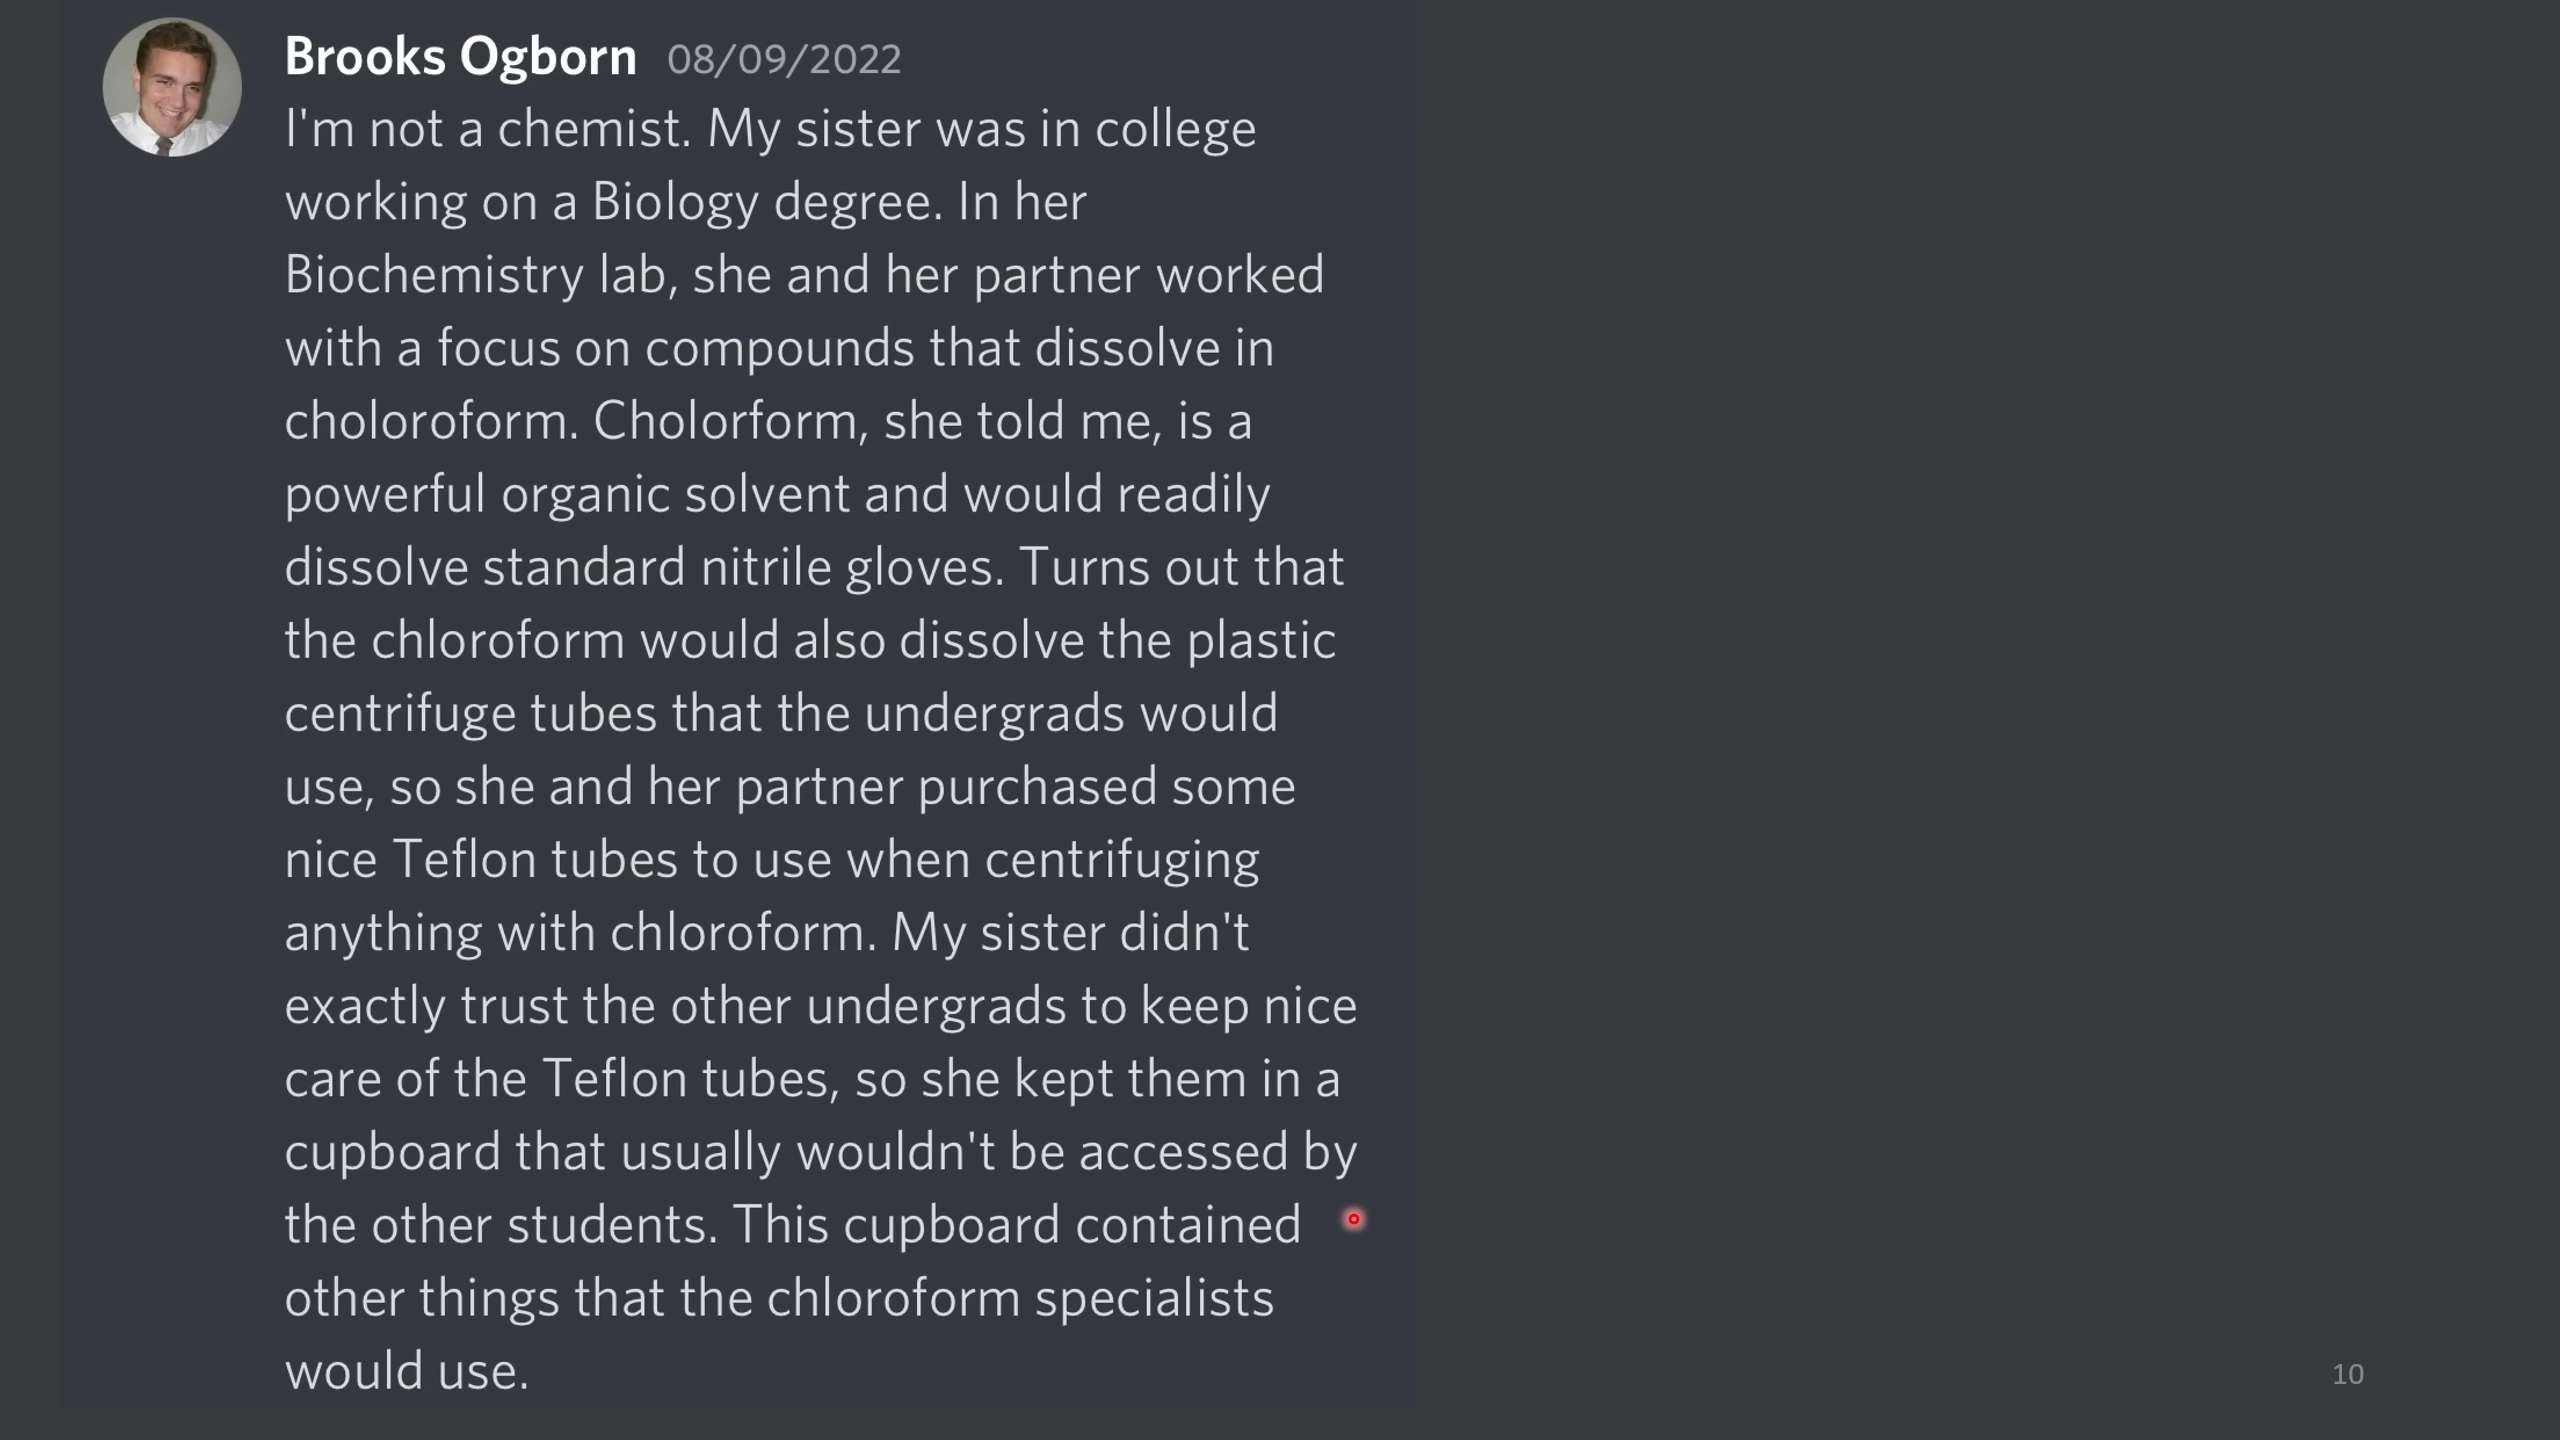 Brooks Ogborn 08/09/2022
I'm not a chemist. My sister was in college
working on a Biology degree. In her
Biochemistry lab, she and her partner worked
with a focus on compounds that dissolve in
choloroform. Cholorform, she told me, is a
powerful organic solvent and would readily
dissolve standard nitrile gloves. Turns out that
the chloroform would also dissolve the plastic
centrifuge tubes that the undergrads would
use, so she and her partner purchased some
nice Teflon tubes to use when centrifuging
anything with chloroform. My sister didn't
exactly trust the other undergrads to keep nice
care of the Teflon tubes, so she kept them in a
cupboard that usually wouldn't be accessed by
the other students. This cupboard contained
other things that the chloroform specialists
would use.
10